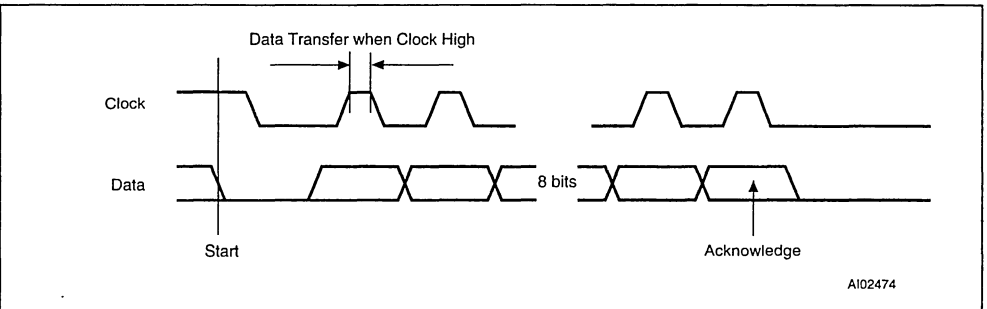 Data Transfer when Clock High
Clock
Data
8 bits
Start
Acknowledge
AI02474